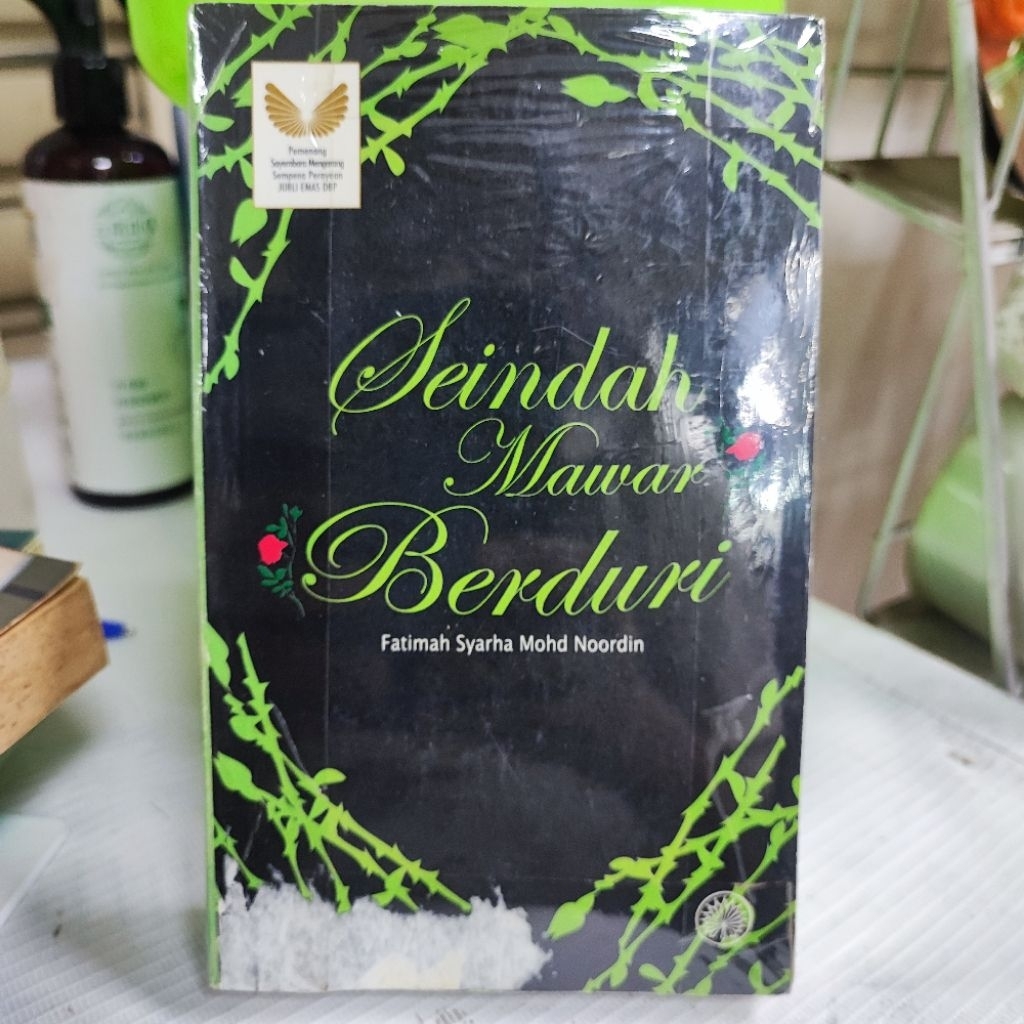 Pemenang
Sayembara Mengarang
Sempena Perayaan
JUBLI EMAS DBP
Seindah
Mawar
Berduri
Fatimah Syarha Mohd Noordin